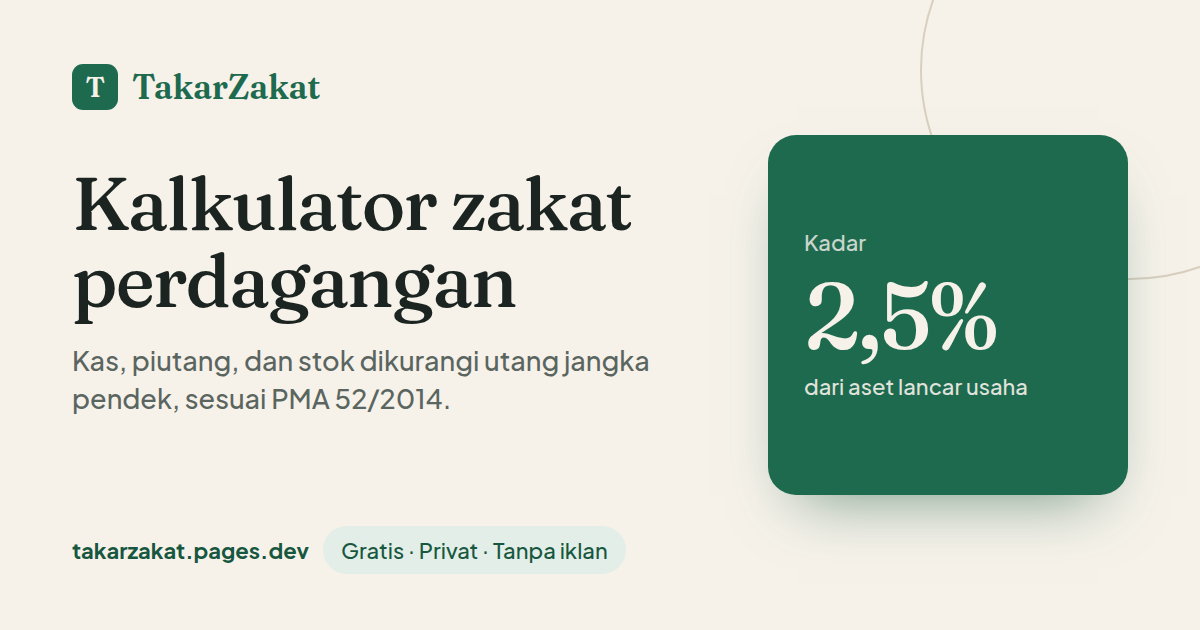 T TakarZakat
Kalkulator zakat
perdagangan
Kas, piutang, dan stok dikurangi utang jangka
pendek, sesuai PMA 52/2014.
takarzakat.pages.dev
Gratis · Privat · Tanpa iklan
Kadar
2,5%
dari aset lancar usaha